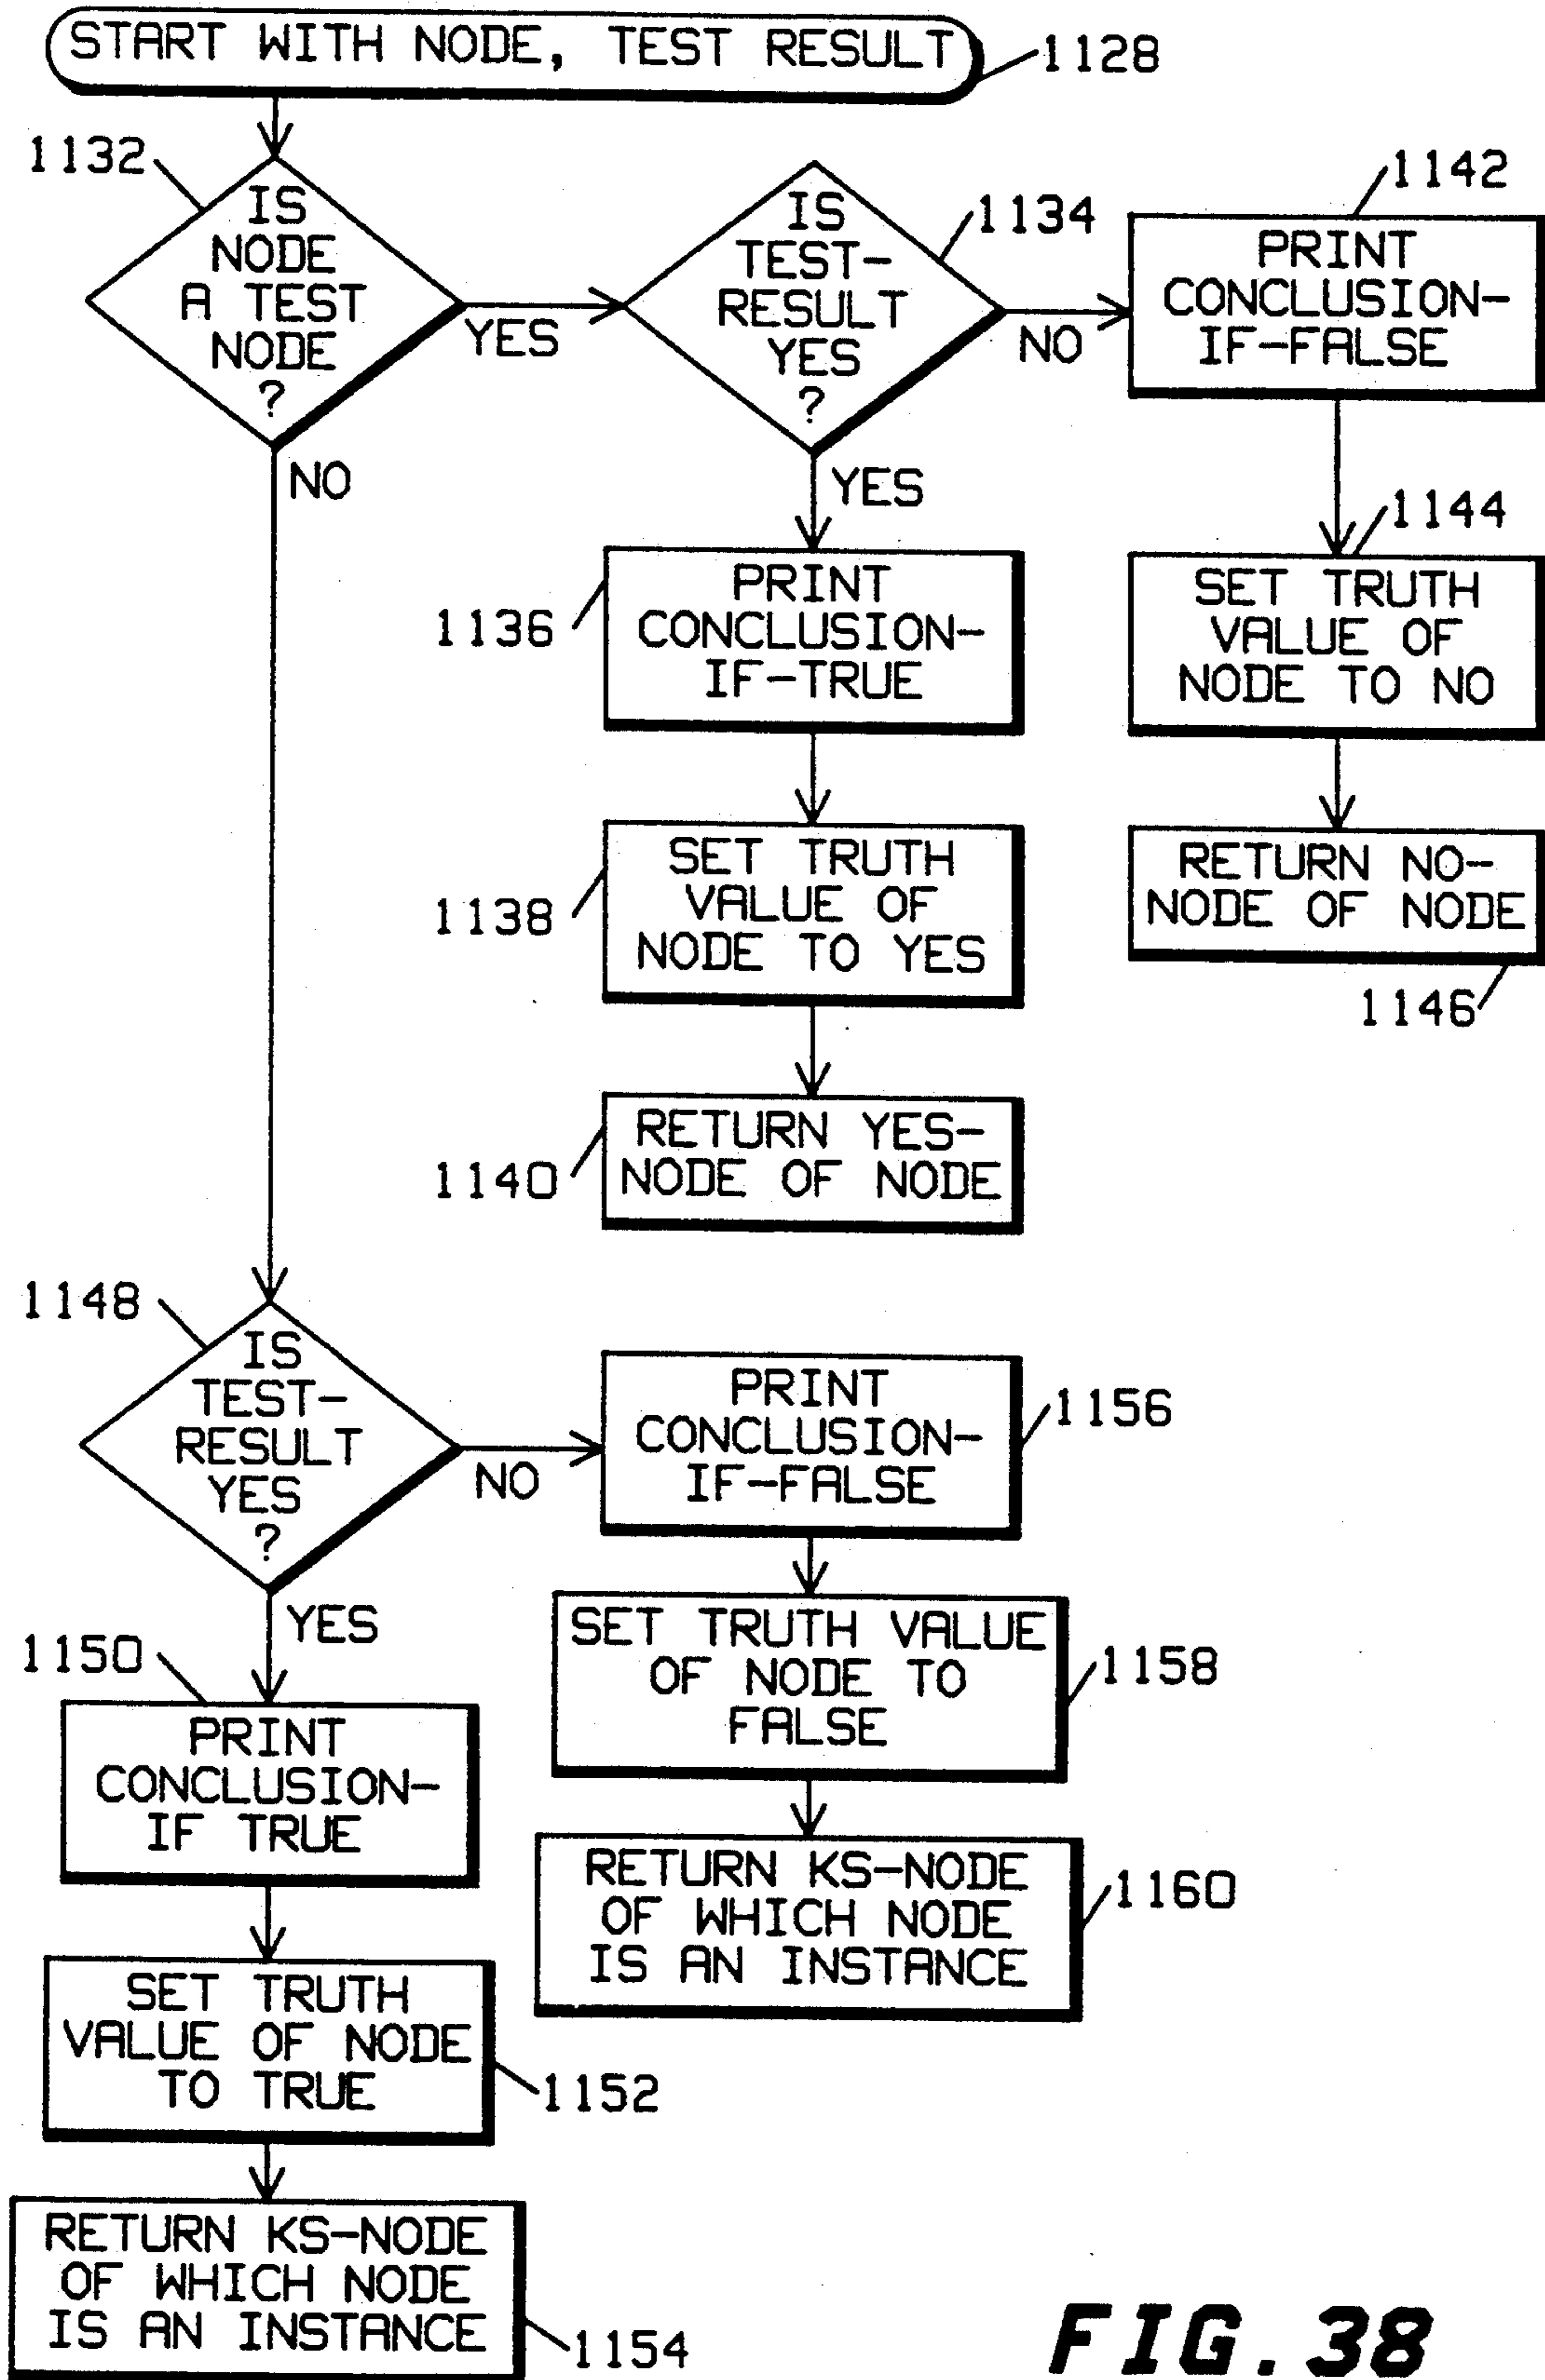 START WITH NODE, TEST RESULT
1128
1132
IS
NODE
A TEST
NODE
?
YES
NO
1134
IS
TEST-
RESULT
YES
?
NO
YES
1142
PRINT
CONCLUSION-
IF-FALSE
1144
SET TRUTH
VALUE OF
NODE TO NO
RETURN NO-
NODE OF NODE
1146
1136
PRINT
CONCLUSION-
IF-TRUE
1138
SET TRUTH
VALUE OF
NODE TO YES
1140
RETURN YES-
NODE OF NODE
1148
IS
TEST-
RESULT
YES
?
NO
YES
PRINT
CONCLUSION-
IF-FALSE
1156
SET TRUTH VALUE
OF NODE TO
FALSE
1158
RETURN KS-NODE
OF WHICH NODE
IS AN INSTANCE
1160
1150
PRINT
CONCLUSION-
IF TRUE
SET TRUTH
VALUE OF NODE
TO TRUE
1152
RETURN KS-NODE
OF WHICH NODE
IS AN INSTANCE
1154
FIG. 38